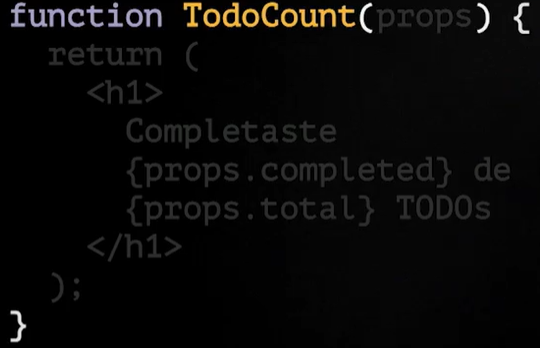 function TodoCount(props) {
return (
<h1>
Completaste
{props.completed} de
{props.total} TODOs
</h1>
);
}